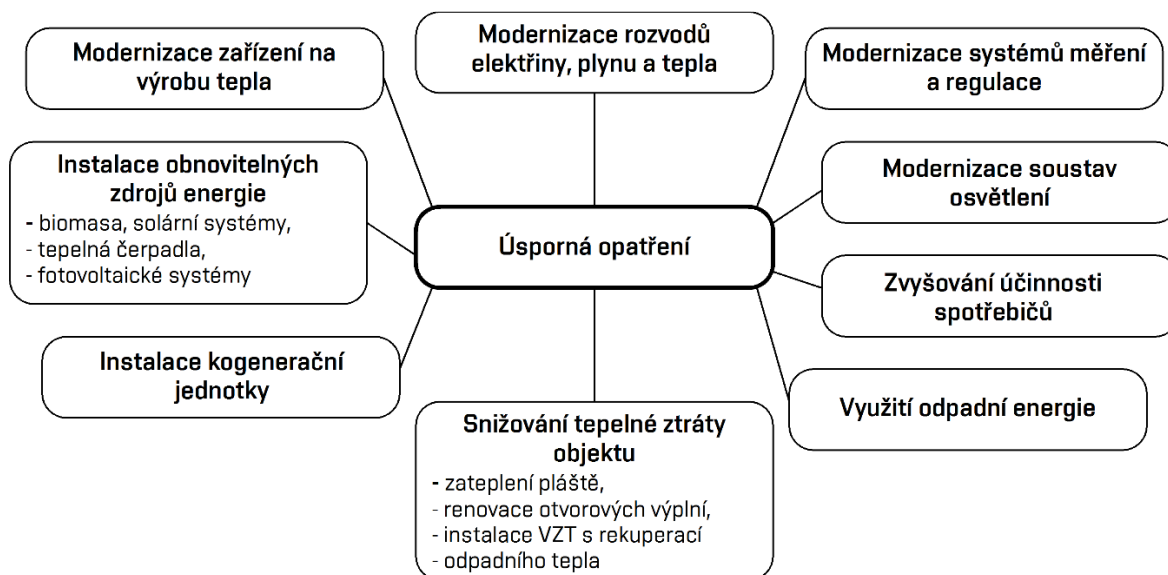 Modernizace zařízení na
výrobu tepla
Modernizace rozvodů
elektřiny, plynu a tepla
Modernizace systémů měření
a regulace
Instalace obnovitelných
zdrojů energie
- biomasa, solární systémy,
- tepelná čerpadla,
- fotovoltaické systémy
Úsporná opatření
Modernizace soustav
osvětlení
Zvyšování účinnosti
spotřebičů
Instalace kogenerační
jednotky
Snižování tepelné ztráty
objektu
- zateplení pláště,
- renovace otvorových výplní,
- instalace VZT s rekuperací
- odpadního tepla
Využití odpadní energie